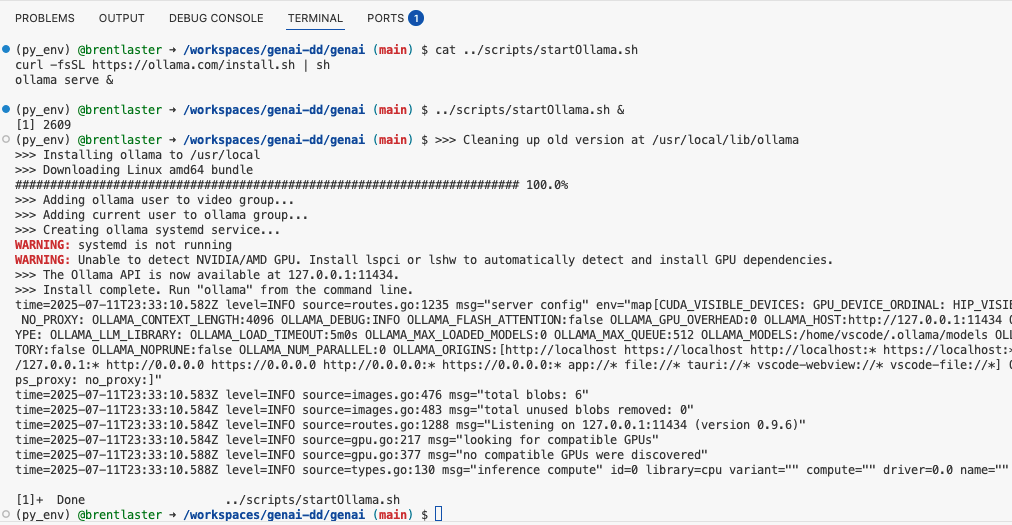 PROBLEMS OUTPUT DEBUG CONSOLE TERMINAL PORTS 1
(py_env) @brentlaster → /workspaces/genai-dd/genai (main) $ cat ../scripts/startOllama.sh
curl -fsSL https://ollama.com/install.sh | sh
ollama serve &
(py_env) @brentlaster → /workspaces/genai-dd/genai (main) $ ../scripts/startOllama.sh &
[1] 2609
(py_env) @brentlaster → /workspaces/genai-dd/genai (main) $ >>> Cleaning up old version at /usr/local/lib/ollama
>>> Installing ollama to /usr/local
>>> Downloading Linux amd64 bundle
######################################################################## 100.0%
>>> Adding ollama user to video group...
>>> Adding current user to ollama group...
>>> Creating ollama systemd service...
WARNING: systemd is not running
WARNING: Unable to detect NVIDIA/AMD GPU. Install lspci or lshw to automatically detect and install GPU dependencies.
>>> The Ollama API is now available at 127.0.0.1:11434.
>>> Install complete. Run "ollama" from the command line.
time=2025-07-11T23:33:10.582Z level=INFO source=routes.go:1235 msg="server config" env="map[CUDA_VISIBLE_DEVICES: GPU_DEVICE_ORDINAL: HIP_VISIB
NO_PROXY: OLLAMA_CONTEXT_LENGTH:4096 OLLAMA_DEBUG:INFO OLLAMA_FLASH_ATTENTION:false OLLAMA_GPU_OVERHEAD:0 OLLAMA_HOST:http://127.0.0.1:11434 O
YPE: OLLAMA_LLM_LIBRARY: OLLAMA_LOAD_TIMEOUT:5m0s OLLAMA_MAX_LOADED_MODELS:0 OLLAMA_MAX_QUEUE:512 OLLAMA_MODELS:/home/vscode/.ollama/models OLL
TORY:false OLLAMA_NOPRUNE:false OLLAMA_NUM_PARALLEL:0 OLLAMA_ORIGINS:[http://localhost https://localhost http://localhost:* https://localhost:*
/127.0.0.1:* http://0.0.0.0 https://0.0.0.0 http://0.0.0.0:* https://0.0.0.0:* app://* file://* tauri://* vscode-webview://* vscode-file://*] O
ps_proxy: no_proxy:]"
time=2025-07-11T23:33:10.583Z level=INFO source=images.go:476 msg="total blobs: 6"
time=2025-07-11T23:33:10.584Z level=INFO source=images.go:483 msg="total unused blobs removed: 0"
time=2025-07-11T23:33:10.584Z level=INFO source=routes.go:1288 msg="Listening on 127.0.0.1:11434 (version 0.9.6)"
time=2025-07-11T23:33:10.584Z level=INFO source=gpu.go:217 msg="looking for compatible GPUs"
time=2025-07-11T23:33:10.588Z level=INFO source=gpu.go:377 msg="no compatible GPUs were discovered"
time=2025-07-11T23:33:10.588Z level=INFO source=types.go:130 msg="inference compute" id=0 library=cpu variant="" compute="" driver=0.0 name=""
[1]+ Done ../scripts/startOllama.sh
(py_env) @brentlaster → /workspaces/genai-dd/genai (main) $